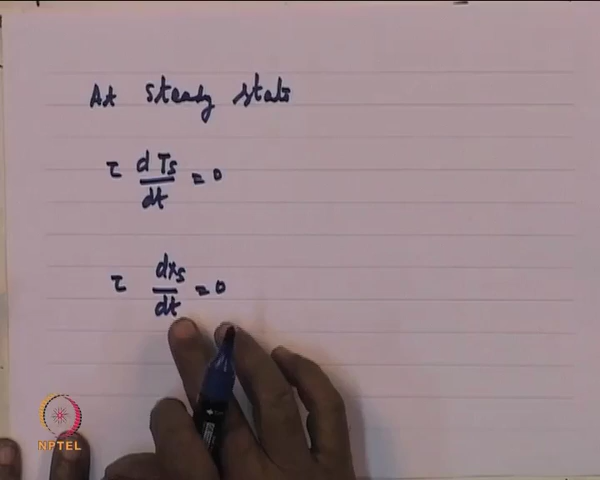 At steady state
τ dTs/dt = 0
τ dxs/dt = 0
NPTEL